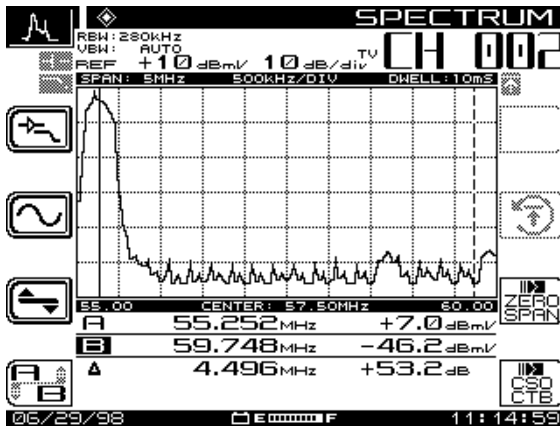 SPECTRUM
RBW: 280KHZ
VBW: AUTO
REF +10 dBmV 10 dB/div
TV CH 002
SPAN: 5MHZ 500KHZ/DIV DWELL: 10mS
55.00 CENTER: 57.50MHZ 60.00
A 55.252 MHZ +7.0 dBmV
B 59.748 MHZ -46.2 dBmV
Δ 4.496 MHZ +53.2 dB
ZERO
SPAN
A
B
CSO
CTB
06/29/98 E F 11:14:59